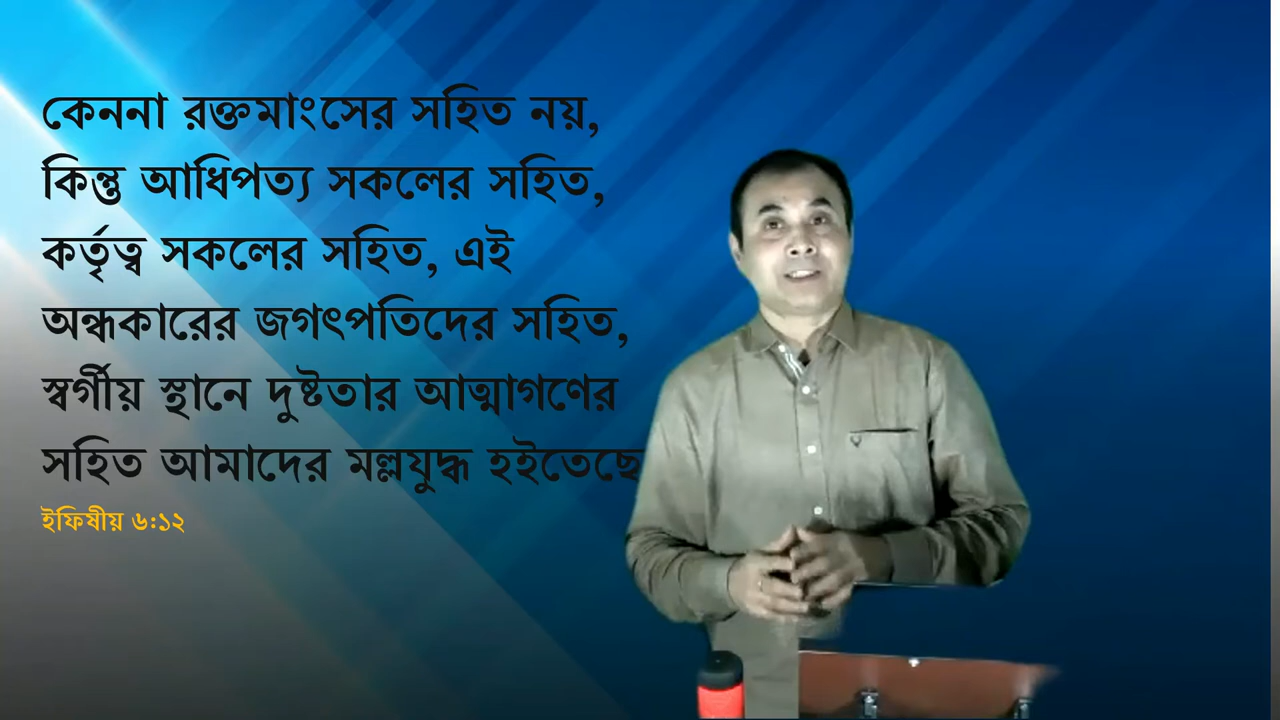 কেননা রক্তমাংসের সহিত নয়,
কিন্তু আধিপত্য সকলের সহিত,
কর্তৃত্ব সকলের সহিত, এই
অন্ধকারের জগৎপতিদের সহিত,
স্বর্গীয় স্থানে দুষ্টতার আত্মাগণের
সহিত আমাদের মল্লযুদ্ধ হইতেছে
ইফিষীয় ৬:১২